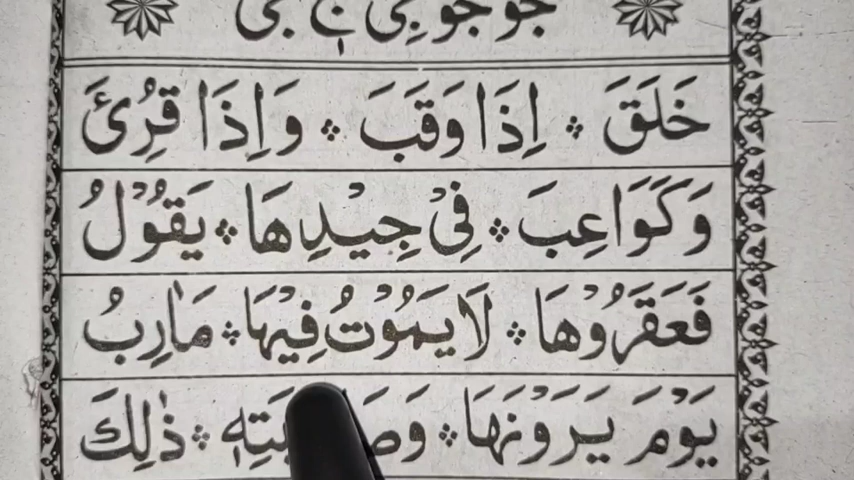 جُوْ جُوْ جِیْ جٖ جَیْ
خَلَقَ ۞ اِذَا وَقَبَ ۞ وَاِذَا قُرِئَ
وَكَوَاعِبَ ۞ فِيْ جِيْدِهَا ۞ يَقُوْلُ
فَعَقَرُوْهَا ۞ لَا يَمُوْتُ فِيْهَا ۞ مَاٰرِبُ
يَوْمَ يَرَوْنَهَا ۞ ذٰلِكَ